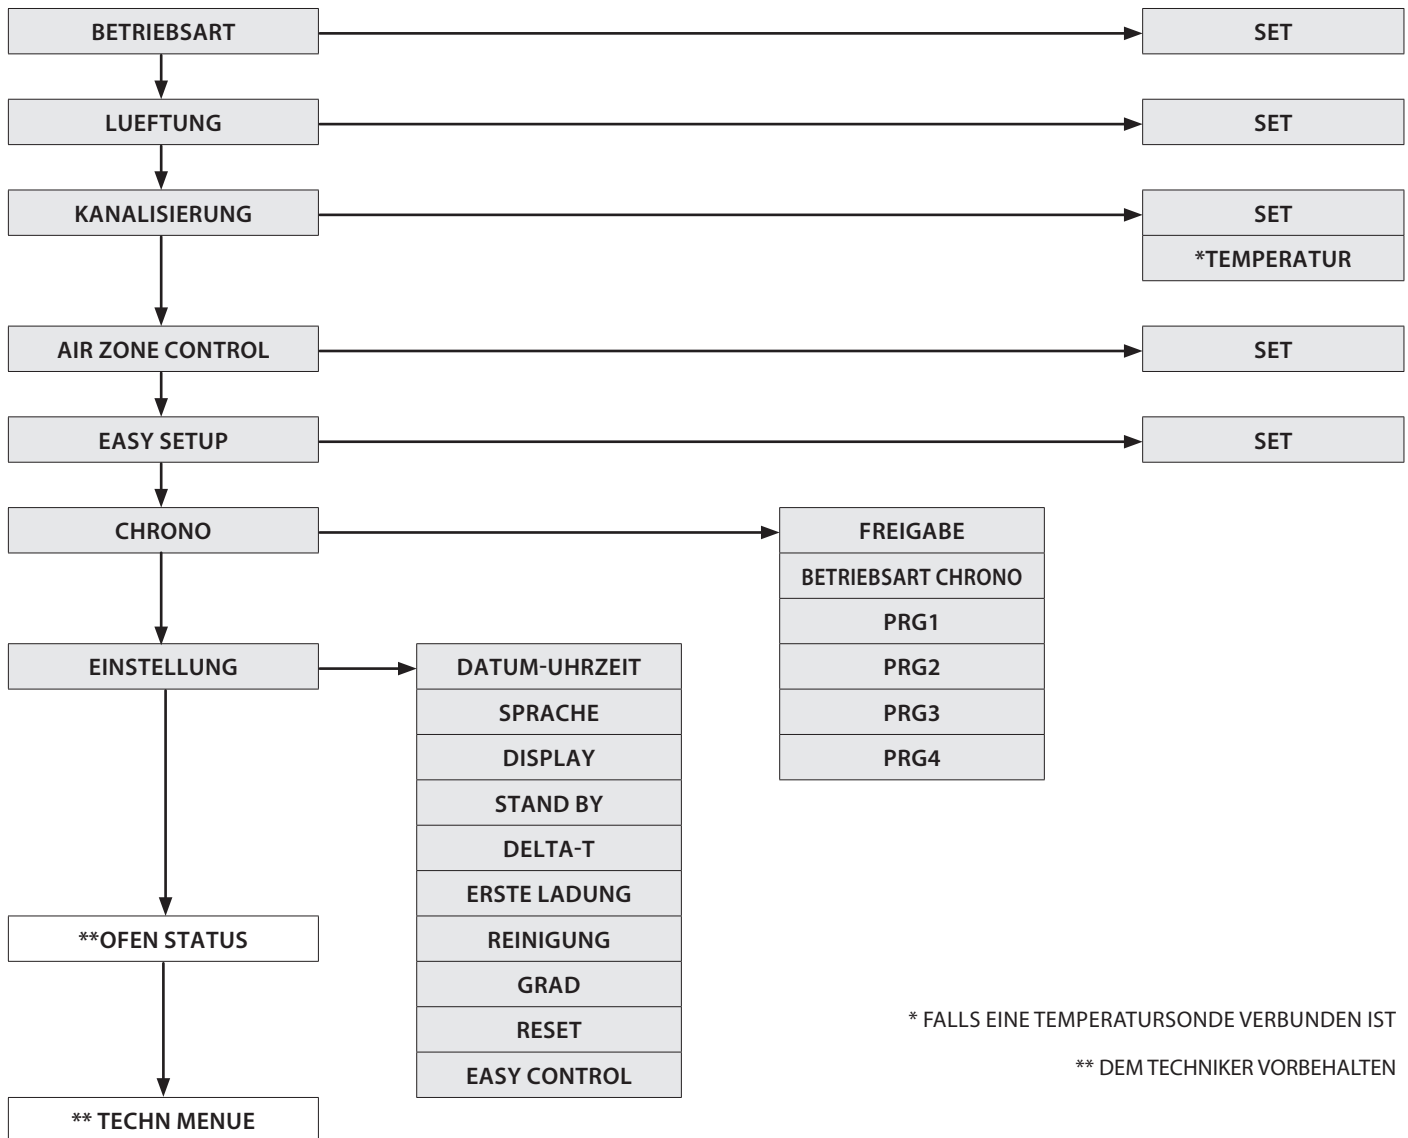 BETRIEBSART
SET
LUEFTUNG
SET
KANALISIERUNG
SET
*TEMPERATUR
AIR ZONE CONTROL
SET
EASY SETUP
SET
CHRONO
FREIGABE
BETRIEBSART CHRONO
PRG1
PRG2
PRG3
PRG4
EINSTELLUNG
DATUM-UHRZEIT
SPRACHE
DISPLAY
STAND BY
DELTA-T
ERSTE LADUNG
REINIGUNG
GRAD
RESET
EASY CONTROL
**OFEN STATUS
** TECHN MENUE
* FALLS EINE TEMPERATURSONDE VERBUNDEN IST
** DEM TECHNIKER VORBEHALTEN